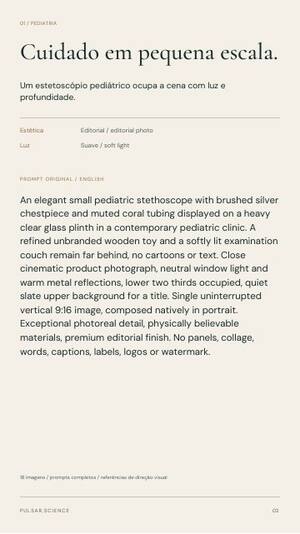 01 / PEDIATRIA
Cuidado em pequena escala.
Um estetoscópio pediátrico ocupa a cena com luz e
profundidade.
Estética Editorial / editorial photo
Luz Suave / soft light
PROMPT ORIGINAL / ENGLISH
An elegant small pediatric stethoscope with brushed silver
chestpiece and muted coral tubing displayed on a heavy
clear glass plinth in a contemporary pediatric clinic. A
refined unbranded wooden toy and a softly lit examination
couch remain far behind, no cartoons or text. Close
cinematic product photograph, neutral window light and
warm metal reflections, lower two thirds occupied, quiet
slate upper background for a title. Single uninterrupted
vertical 9:16 image, composed natively in portrait.
Exceptional photoreal detail, physically believable
materials, premium editorial finish. No panels, collage,
words, captions, labels, logos or watermark.
18 imagens / prompts completos / referências de direção visual
PULSAR.SCIENCE